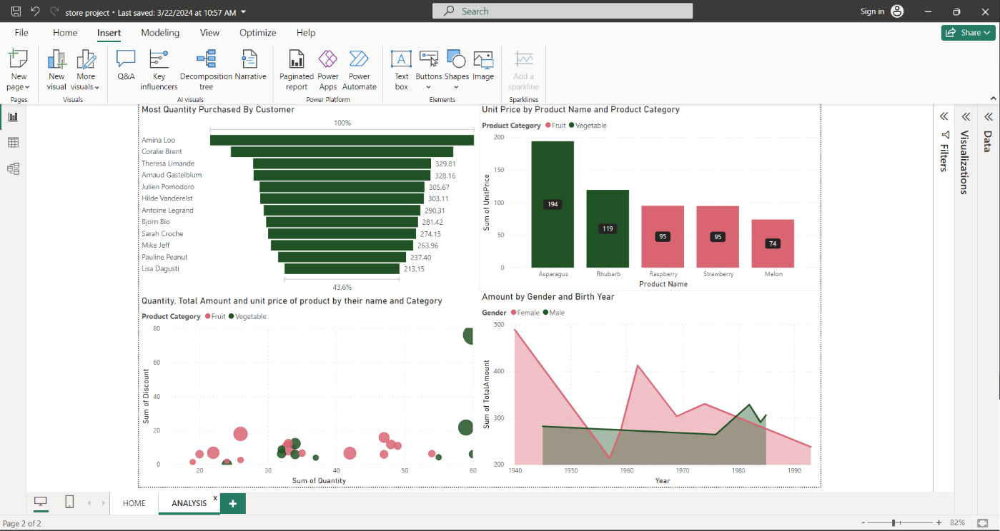 store project • Last saved: 3/22/2024 at 10:57 AM
Search
Sign in
File Home Insert Modeling View Optimize Help
Share
New page
New visual
More visuals
Q&A
Key influencers
Decomposition tree
Narrative
Paginated report
Power Apps
Power Automate
Text box
Buttons
Shapes
Image
Add a sparkline
Pages Visuals AI visuals Power Platform Elements Sparklines
Most Quantity Purchased By Customer
100%
Amina Loo
Coralie Brent
Theresa Limande 329.81
Arnaud Gastelblum 328.16
Julien Pomodoro 305.67
Hilde Vanderelst 303.11
Antoine Legrand 290.31
Bjorn Bio 281.42
Sarah Croche 274.13
Mike Jeff 263.96
Pauline Peanut 237.40
Lisa Dagusti 213.15
43.6%
Unit Price by Product Name and Product Category
Product Category Fruit Vegetable
200
150
100
50
0
Sum of UnitPrice
194
119
95
95
74
Asparagus Rhubarb Raspberry Strawberry Melon
Product Name
Quantity, Total Amount and unit price of product by their name and Category
Product Category Fruit Vegetable
80
60
40
20
0
Sum of Discount
20 30 40 50 60
Sum of Quantity
Amount by Gender and Birth Year
Gender Female Male
500
400
300
200
Sum of TotalAmount
1940 1950 1960 1970 1980 1990
Year
Filters
Visualizations
Data
HOME
ANALYSIS
x
+
Page 2 of 2
- + 82%